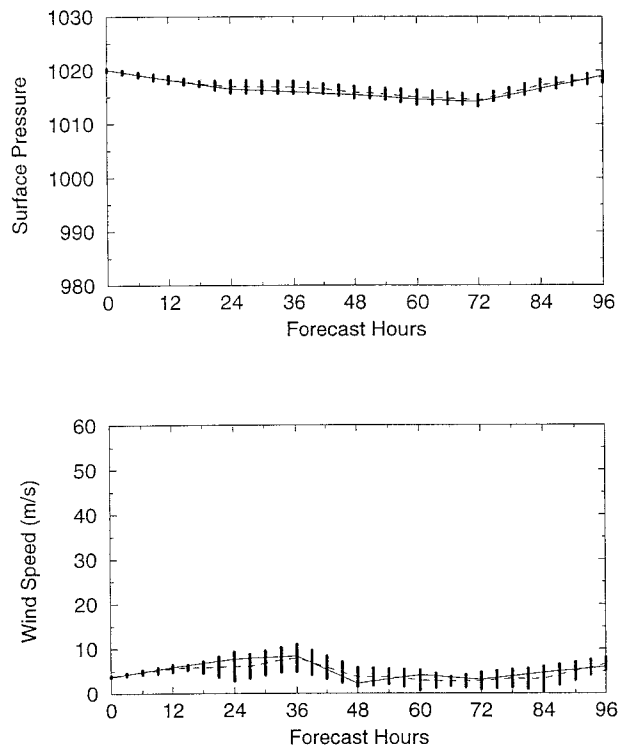 1030
1020
1010
1000
990
980
Surface Pressure
0 12 24 36 48 60 72 84 96
Forecast Hours
60
50
40
30
20
10
0
Wind Speed (m/s)
0 12 24 36 48 60 72 84 96
Forecast Hours